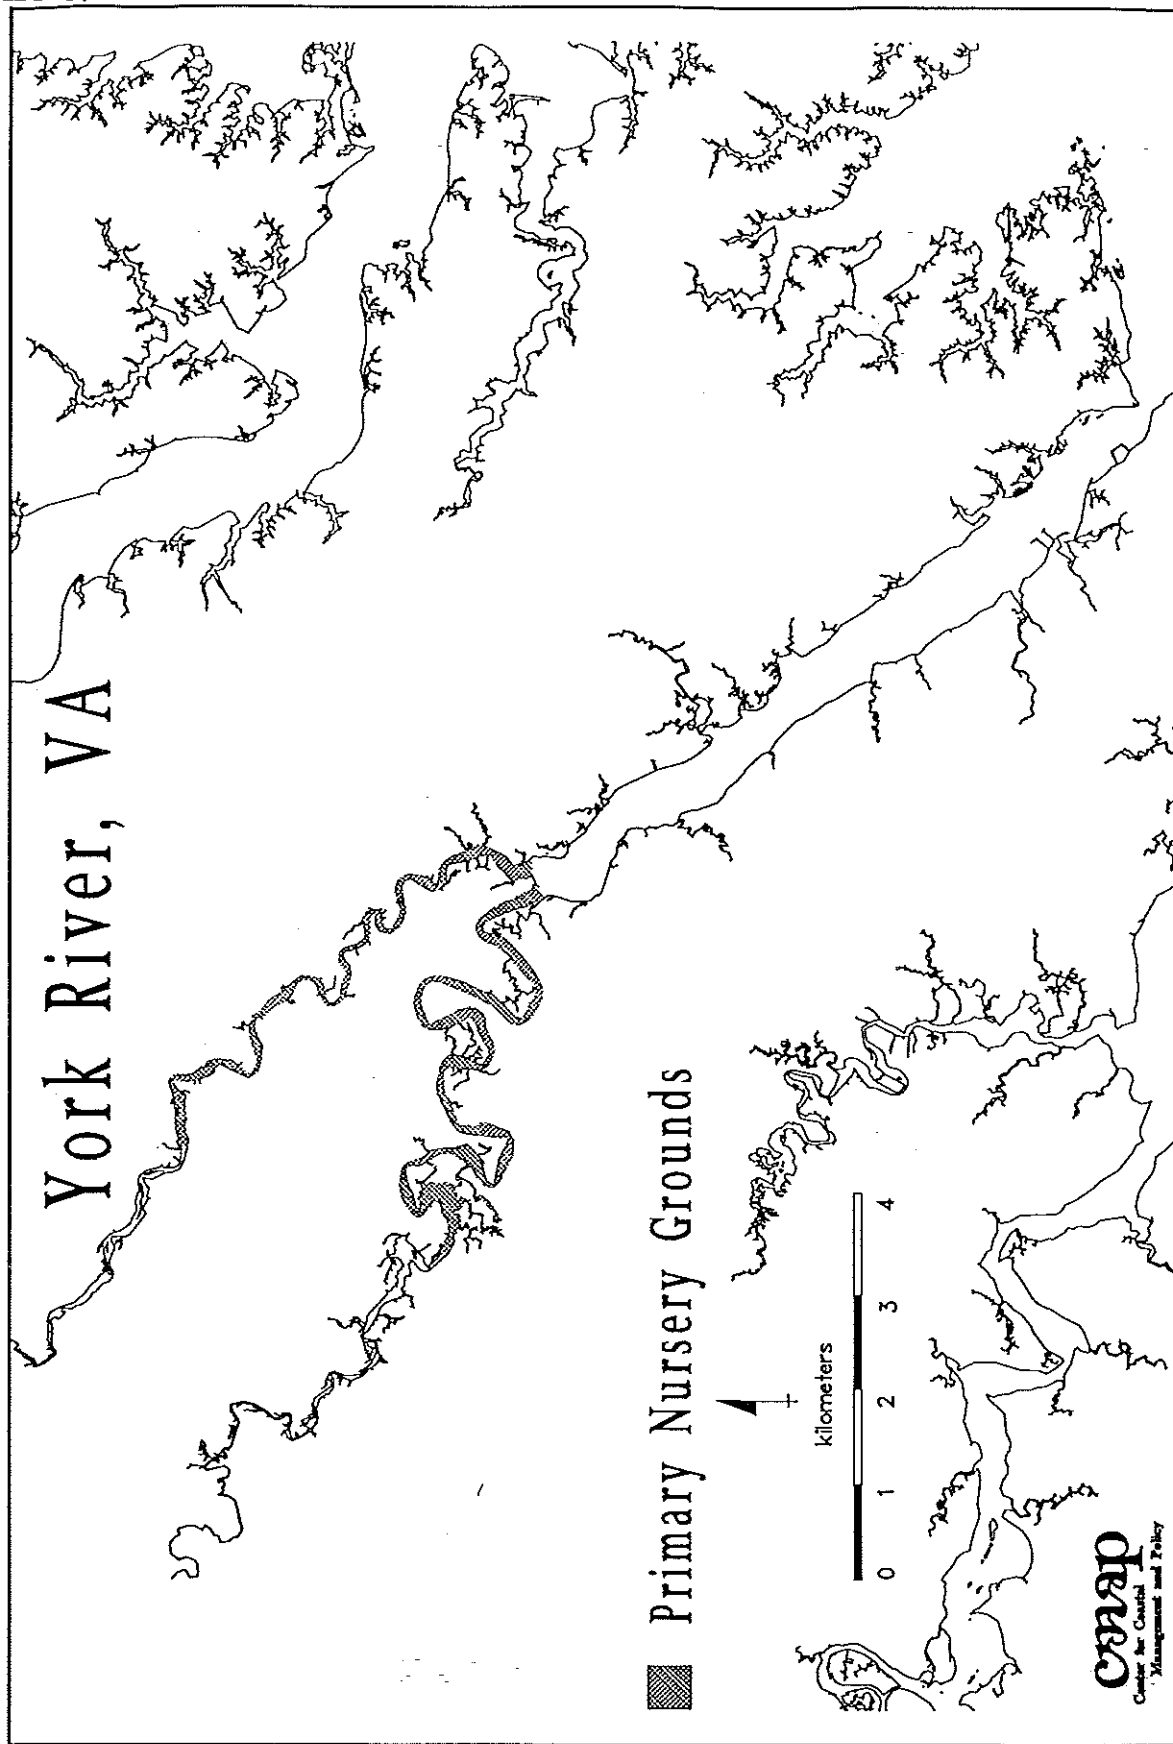 York River, VA
Primary Nursery Grounds
kilometers
0 1 2 3 4
cmap
Center for Coastal
Management and Policy